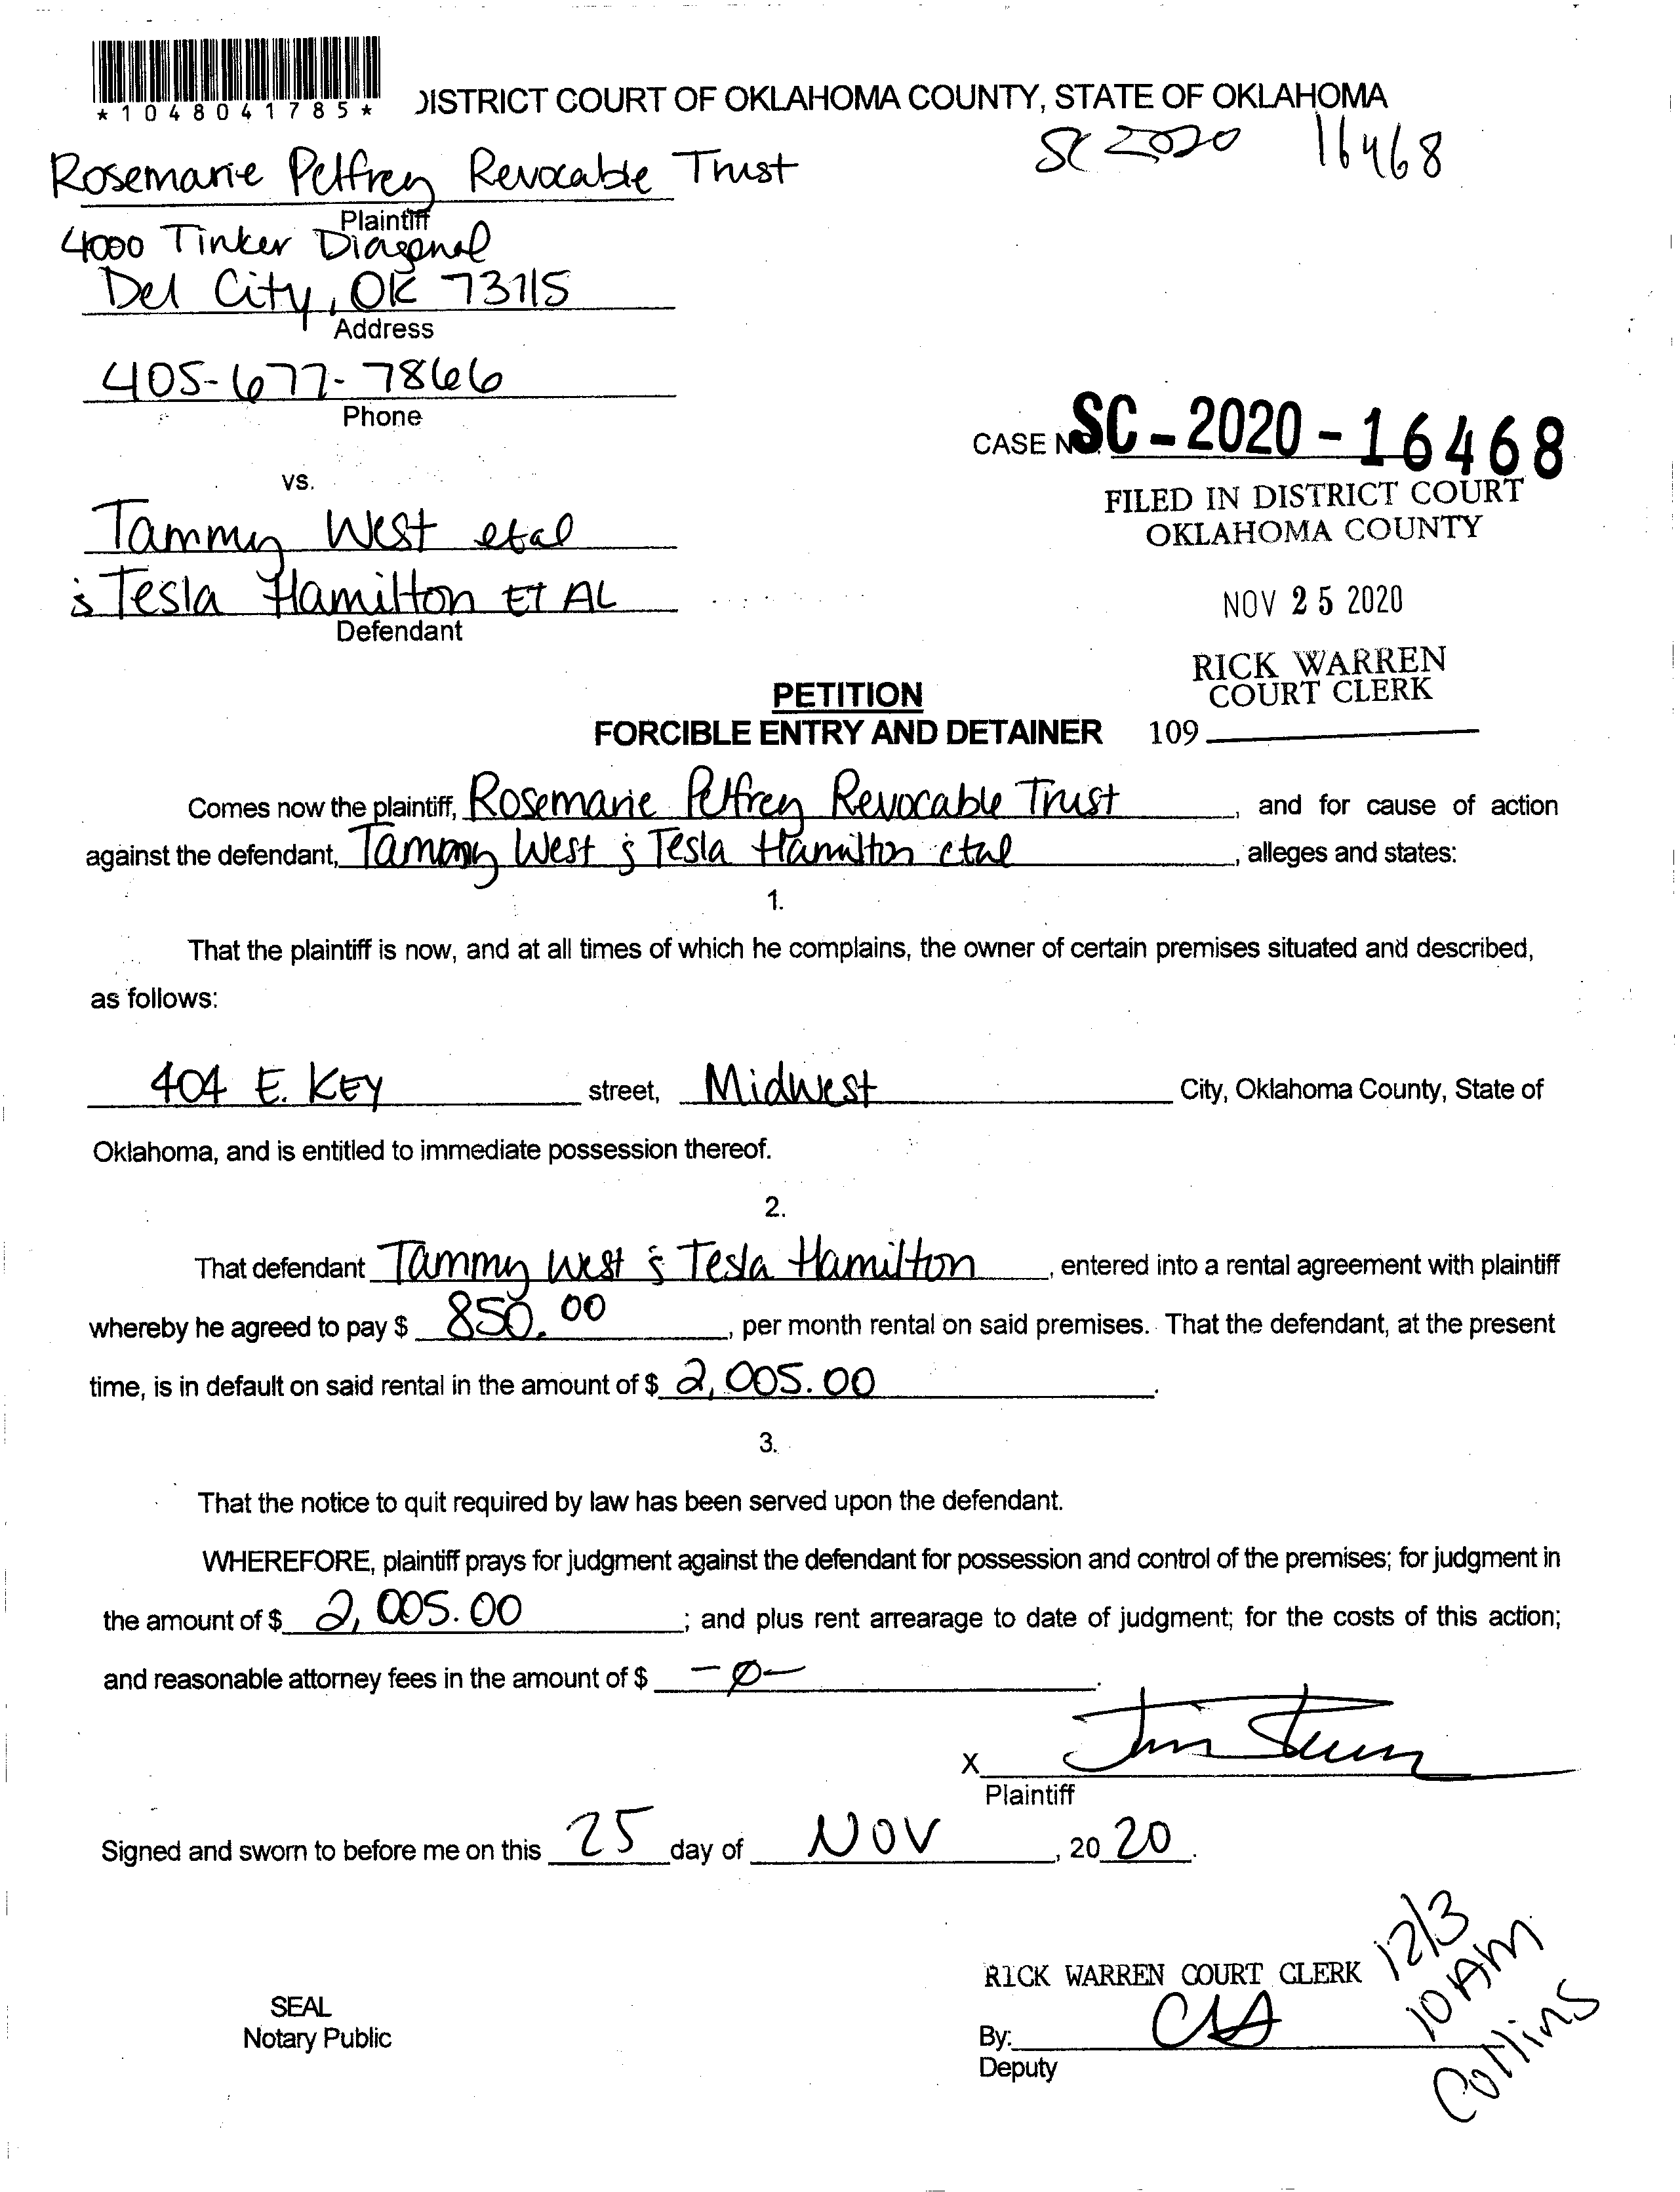 *1048041785*
DISTRICT COURT OF OKLAHOMA COUNTY, STATE OF OKLAHOMA
SC 2020 16468
Rosemarie Pelfrey Revocable Trust
Plaintiff
4000 Tinker Diagonal
Del City, OK 73115
Address
405-677-7866
Phone
CASE NO. SC-2020-16468
FILED IN DISTRICT COURT
OKLAHOMA COUNTY
vs.
Tammy West etal
& Tesla Hamilton ET AL
Defendant
NOV 25 2020
RICK WARREN
COURT CLERK
109
PETITION
FORCIBLE ENTRY AND DETAINER
Comes now the plaintiff, Rosemarie Pelfrey Revocable Trust, and for cause of action
against the defendant, Tammy West & Tesla Hamilton etal, alleges and states:
1.
That the plaintiff is now, and at all times of which he complains, the owner of certain premises situated and described,
as follows:
404 E. KEY street, Midwest City, Oklahoma County, State of
Oklahoma, and is entitled to immediate possession thereof.
2.
That defendant Tammy West & Tesla Hamilton, entered into a rental agreement with plaintiff
whereby he agreed to pay $ 850.00, per month rental on said premises. That the defendant, at the present
time, is in default on said rental in the amount of $ 2,005.00.
3.
That the notice to quit required by law has been served upon the defendant.
WHEREFORE, plaintiff prays for judgment against the defendant for possession and control of the premises; for judgment in
the amount of $ 2,005.00; and plus rent arrearage to date of judgment; for the costs of this action;
and reasonable attorney fees in the amount of $ -0-.
X
Plaintiff
Signed and sworn to before me on this 25 day of NOV, 2020.
SEAL
Notary Public
RICK WARREN COURT CLERK
By:
Deputy
12/3
10 AM
Collins